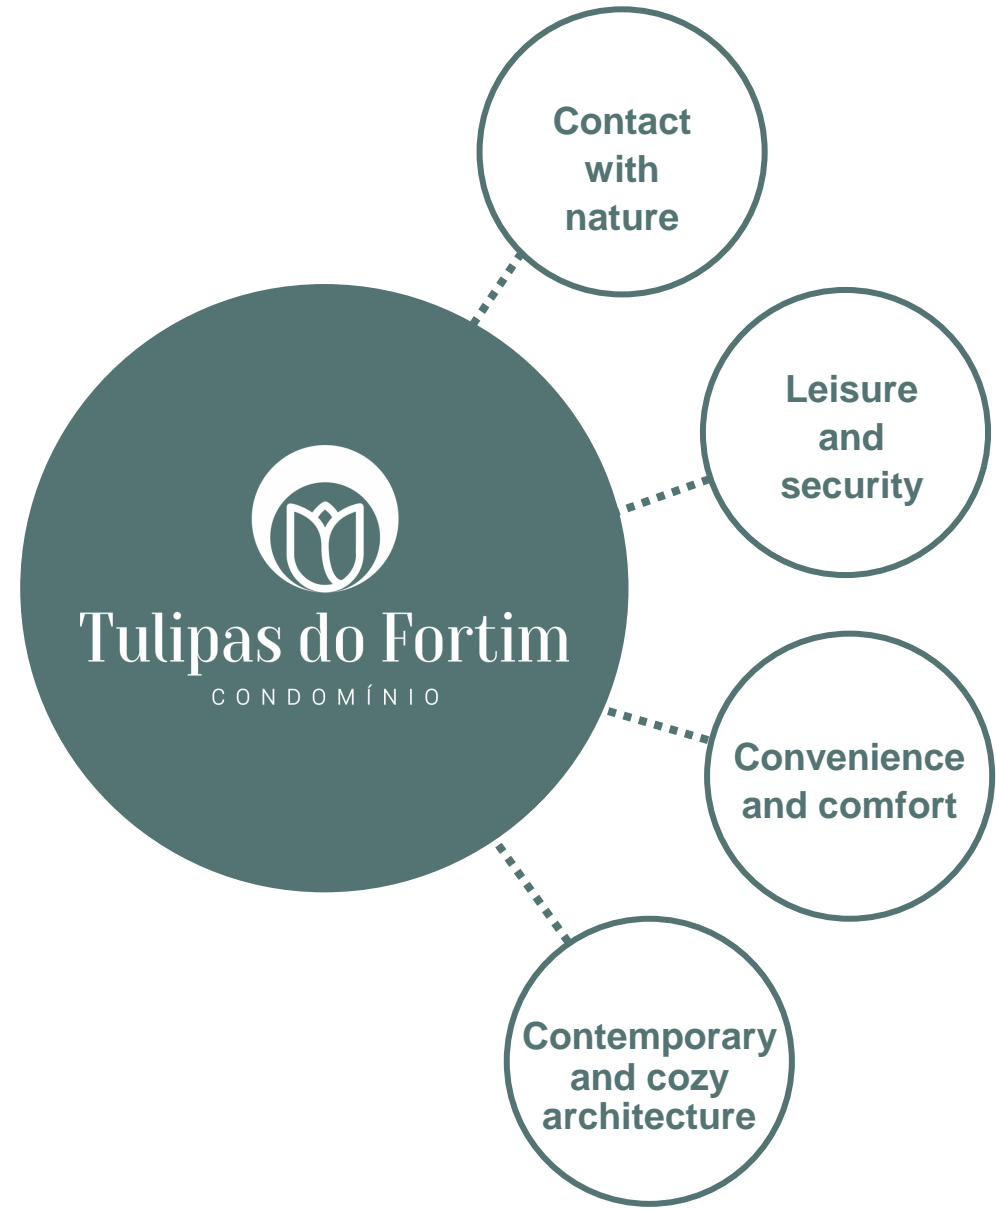 Contact
with
nature
Leisure
and
security
Tulipas do Fortim
CONDOMÍNIO
Convenience
and comfort
Contemporary
and cozy
architecture